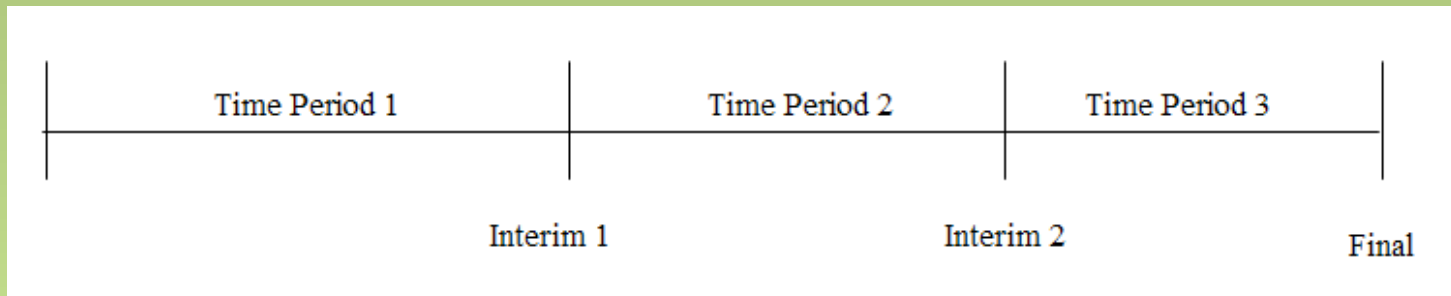 Time Period 1
Time Period 2
Time Period 3
Interim 1
Interim 2
Final